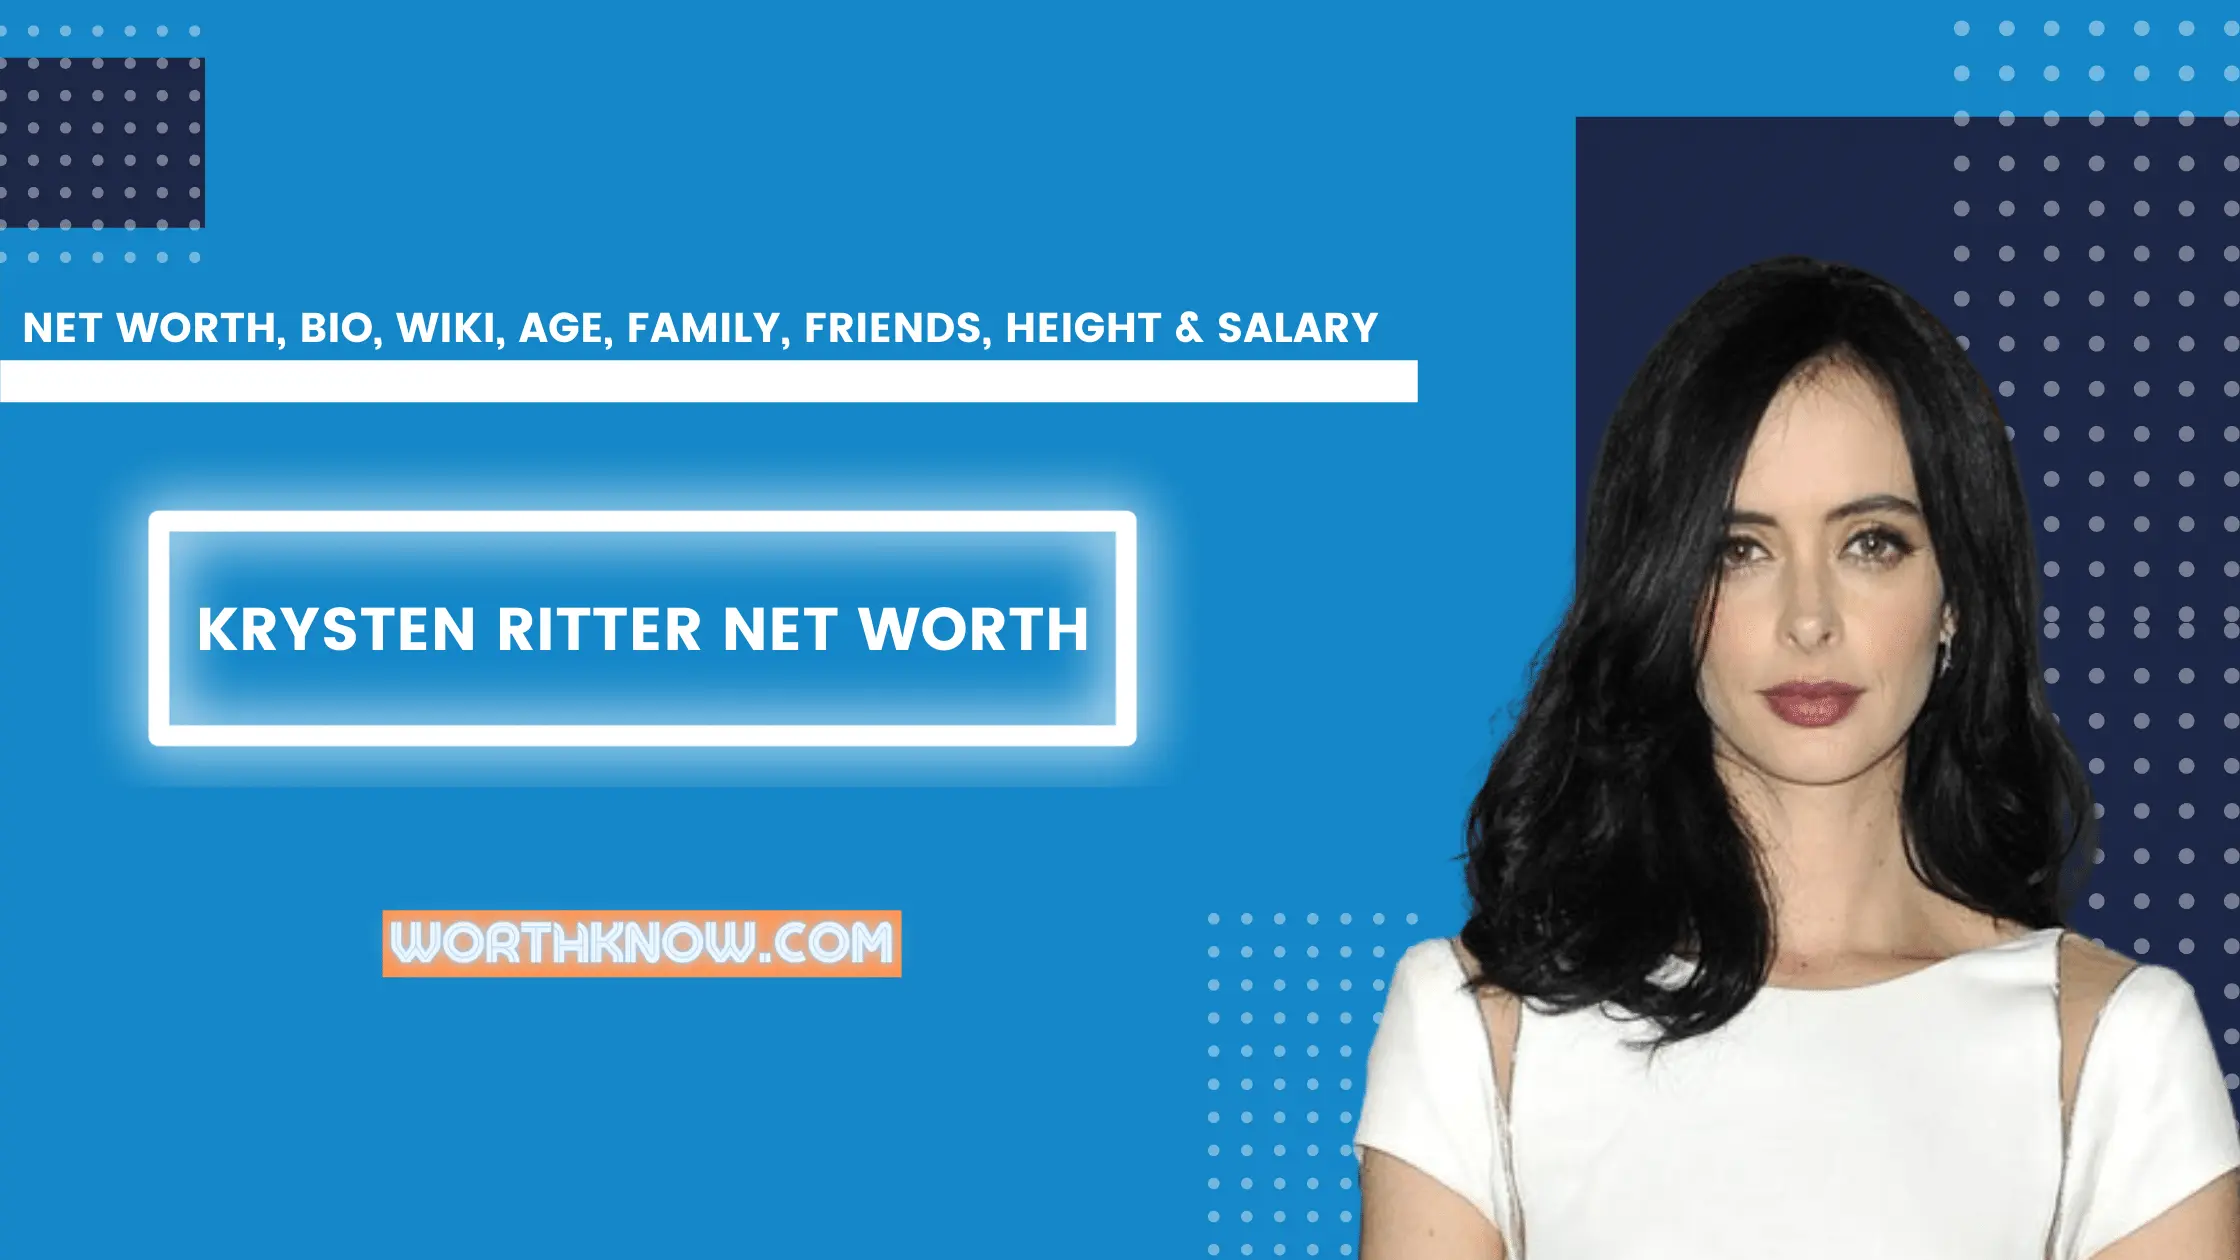 NET WORTH, BIO, WIKI, AGE, FAMILY, FRIENDS, HEIGHT & SALARY
KRYSTEN RITTER NET WORTH
WORTHKNOW.COM